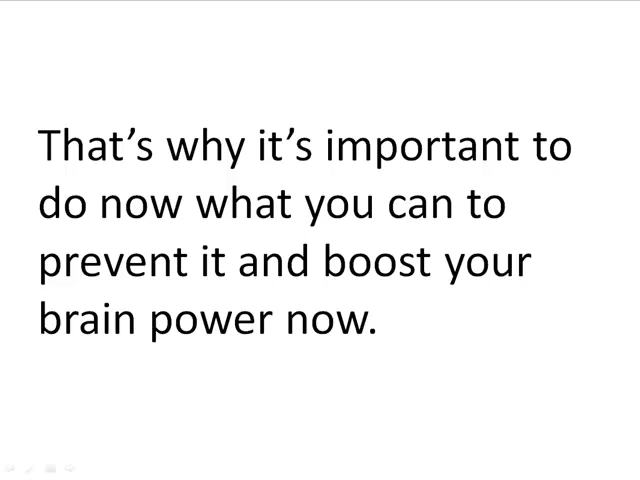 That’s why it’s important to
do now what you can to
prevent it and boost your
brain power now.